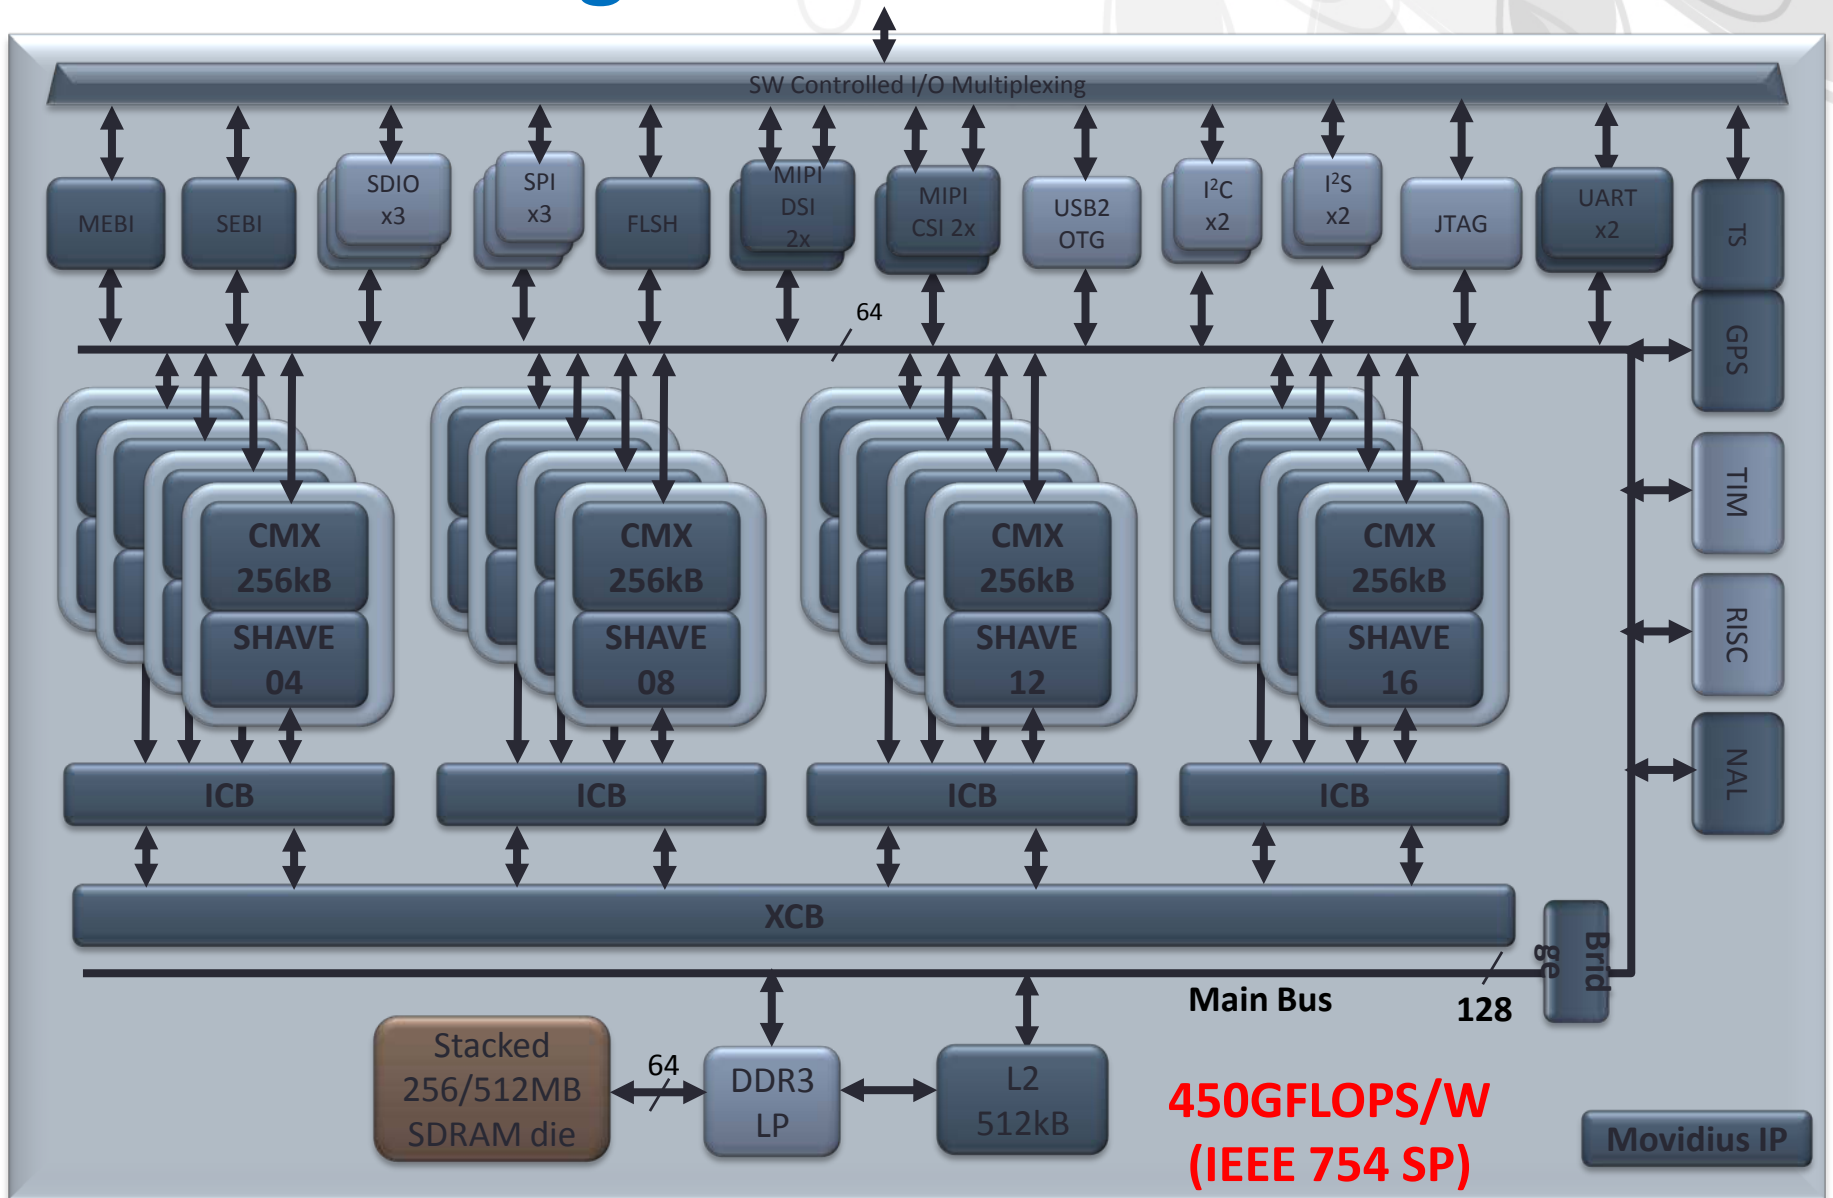 SW Controlled I/O Multiplexing
MEBI
SEBI
SDIO
x3
SPI
x3
FLSH
MIPI
DSI
2x
MIPI
CSI 2x
USB2
OTG
I²C
x2
I²S
x2
JTAG
UART
x2
TS
GPS
TIM
RISC
NAL
64
CMX
256kB
SHAVE
04
CMX
256kB
SHAVE
08
CMX
256kB
SHAVE
12
CMX
256kB
SHAVE
16
ICB
ICB
ICB
ICB
XCB
Brid
ge
Main Bus
128
Stacked
256/512MB
SDRAM die
64
DDR3
LP
L2
512kB
450GFLOPS/W
(IEEE 754 SP)
Movidius IP